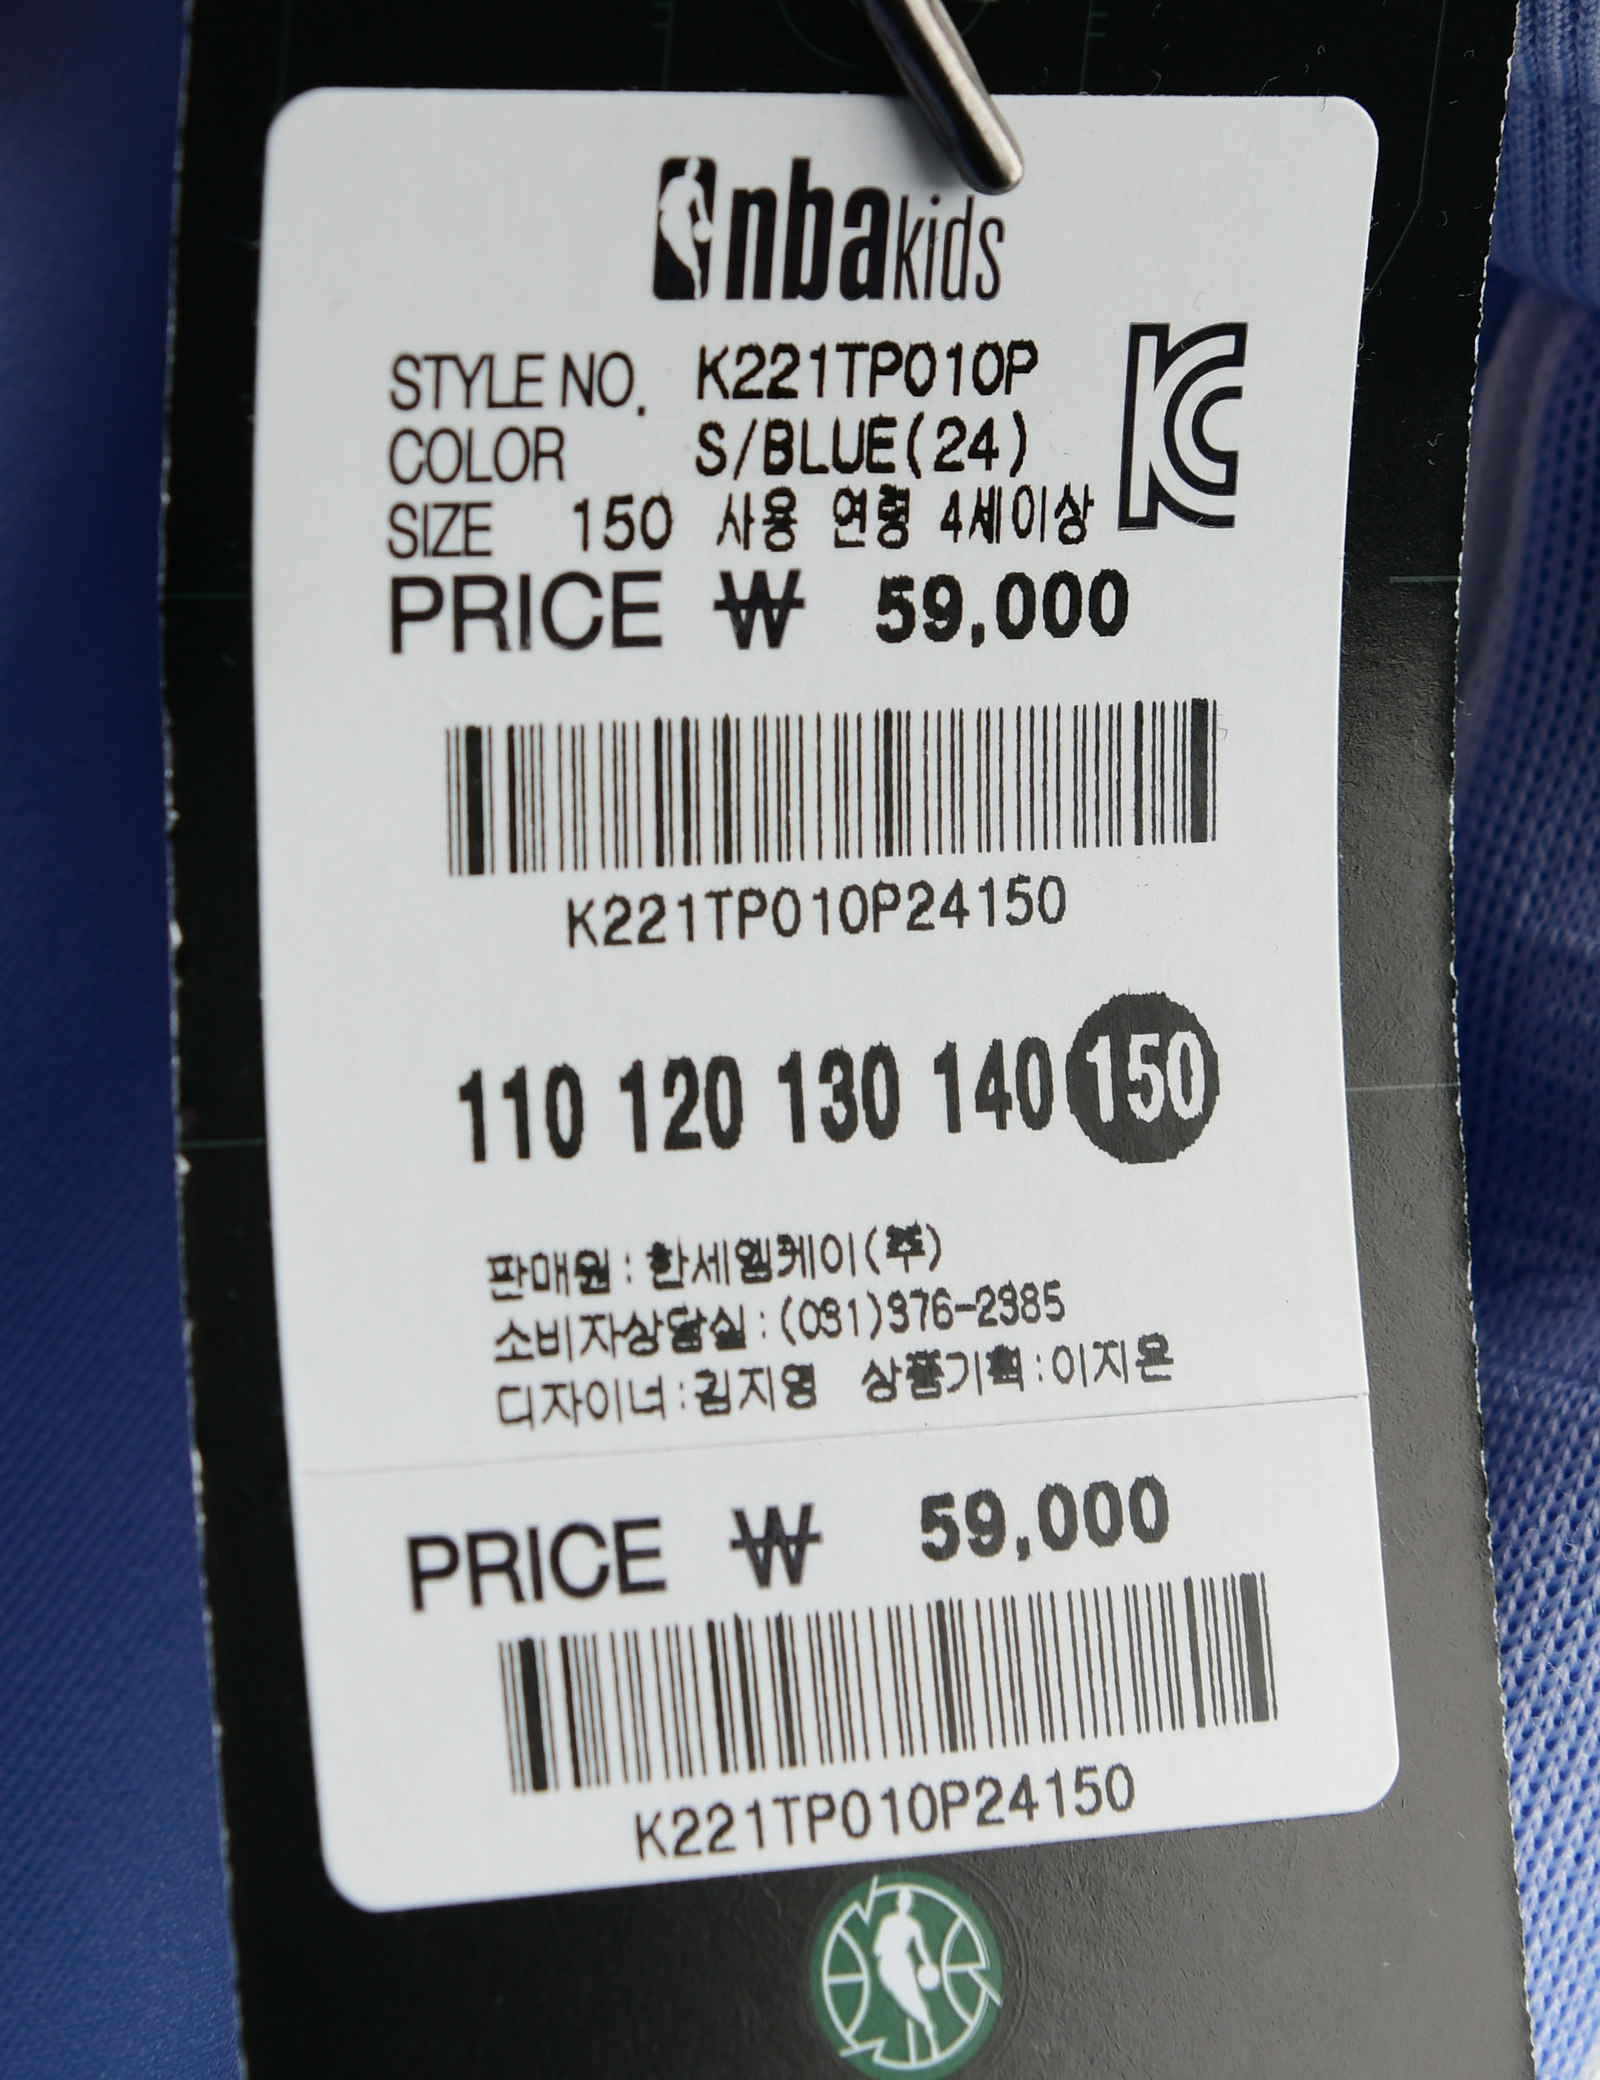 nbakids
STYLE NO. K221TP010P
COLOR S/BLUE(24)
SIZE 150 사용 연령 4세이상
PRICE ₩ 59,000
K221TP010P24150
110 120 130 140 150
판매원:한세엠케이(주)
소비자상담실:(031)376-2385
디자이너:김지영 상품기획:이지은
PRICE ₩ 59,000
K221TP010P24150